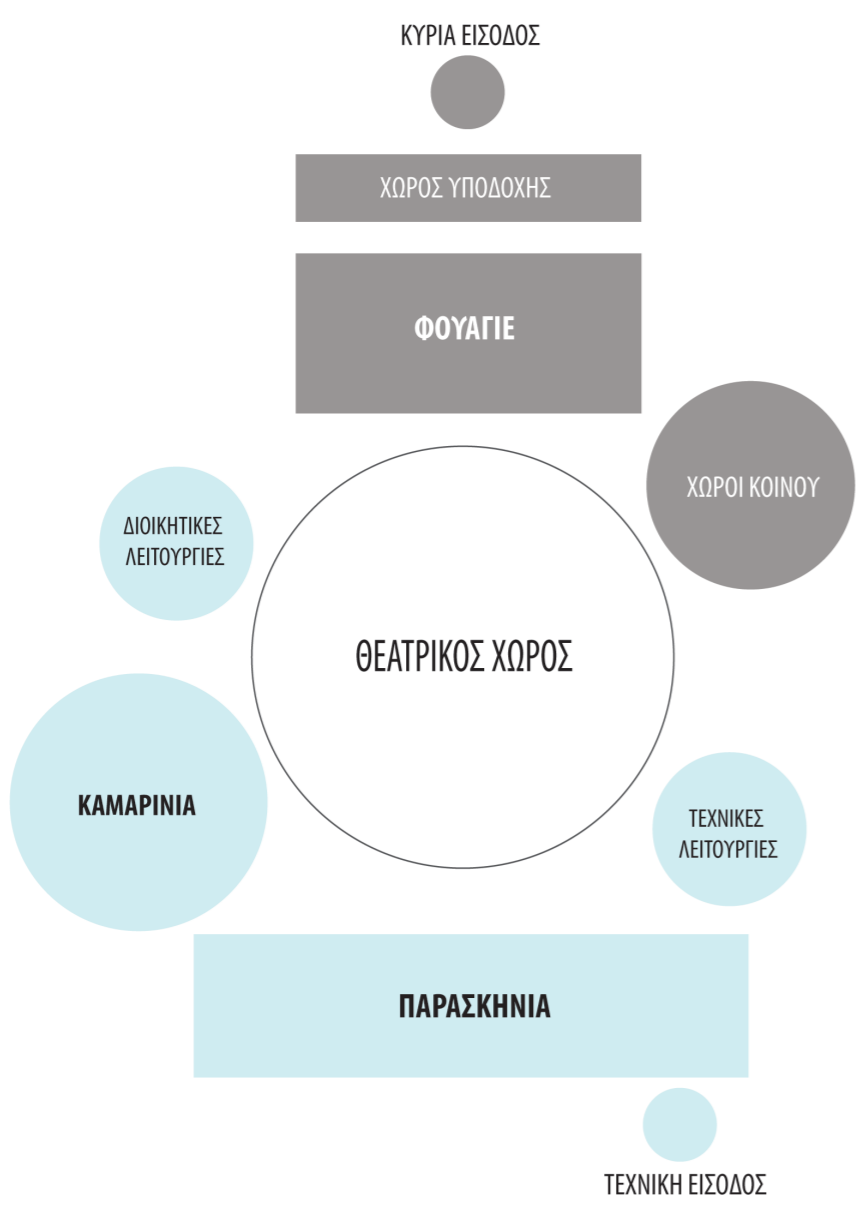 ΚΥΡΙΑ ΕΙΣΟΔΟΣ
ΧΩΡΟΣ ΥΠΟΔΟΧΗΣ
ΦΟΥΑΓΙΕ
ΧΩΡΟΙ ΚΟΙΝΟΥ
ΔΙΟΙΚΗΤΙΚΕΣ
ΛΕΙΤΟΥΡΓΙΕΣ
ΘΕΑΤΡΙΚΟΣ ΧΩΡΟΣ
ΚΑΜΑΡΙΝΙΑ
ΤΕΧΝΙΚΕΣ
ΛΕΙΤΟΥΡΓΙΕΣ
ΠΑΡΑΣΚΗΝΙΑ
ΤΕΧΝΙΚΗ ΕΙΣΟΔΟΣ